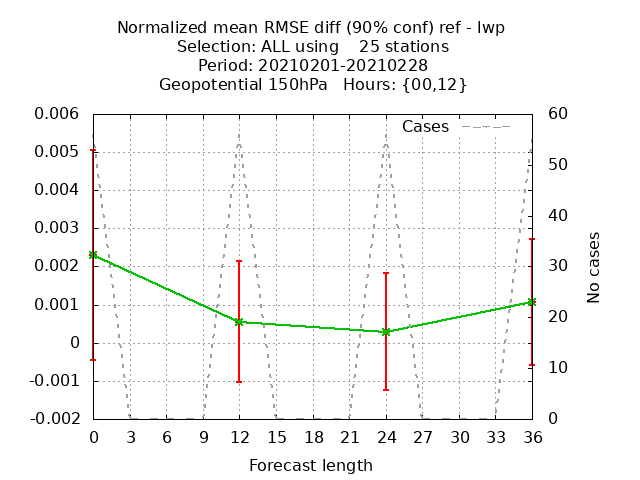 Normalized mean RMSE diff (90% conf) ref - lwp
Selection: ALL using    25 stations
Period: 20210201-20210228
Geopotential 150hPa   Hours: {00,12}
Cases
0.006
0.005
0.004
0.003
0.002
0.001
0
-0.001
-0.002
60
50
40
30
20
10
0
No cases
0 3 6 9 12 15 18 21 24 27 30 33 36
Forecast length